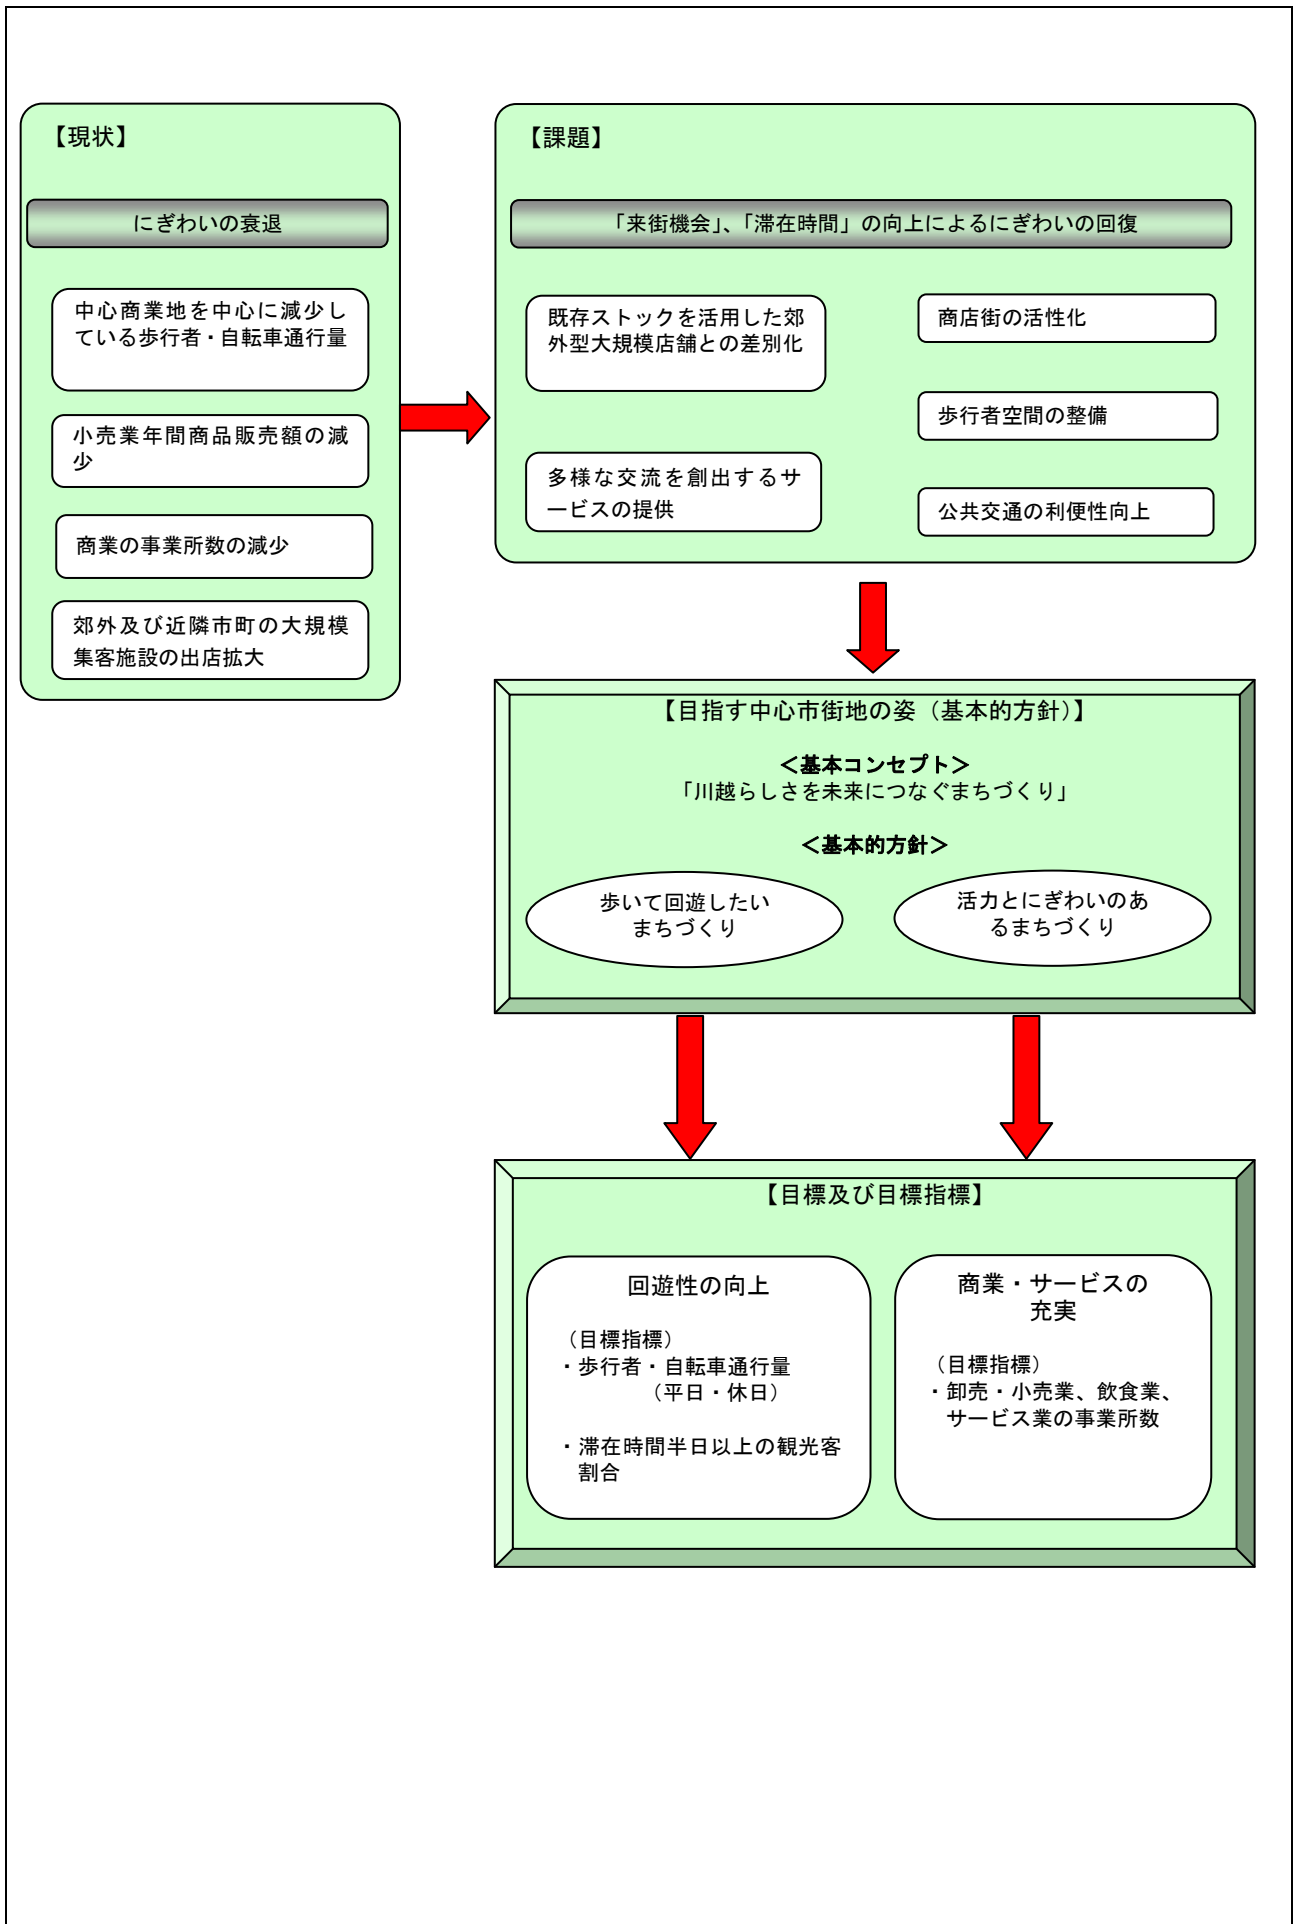 【現状】
にぎわいの衰退
中心商業地を中心に減少し
ている歩行者・自転車通行量
小売業年間商品販売額の減
少
商業の事業所数の減少
郊外及び近隣市町の大規模
集客施設の出店拡大
【課題】
「来街機会」、「滞在時間」の向上によるにぎわいの回復
既存ストックを活用した郊
外型大規模店舗との差別化
多様な交流を創出するサ
ービスの提供
商店街の活性化
歩行者空間の整備
公共交通の利便性向上
【目指す中心市街地の姿（基本的方針）】
＜基本コンセプト＞
「川越らしさを未来につなぐまちづくり」
＜基本的方針＞
歩いて回遊したい
まちづくり
活力とにぎわいのあ
るまちづくり
【目標及び目標指標】
回遊性の向上
（目標指標）
・歩行者・自転車通行量
（平日・休日）
・滞在時間半日以上の観光客
割合
商業・サービスの
充実
（目標指標）
・卸売・小売業、飲食業、
サービス業の事業所数